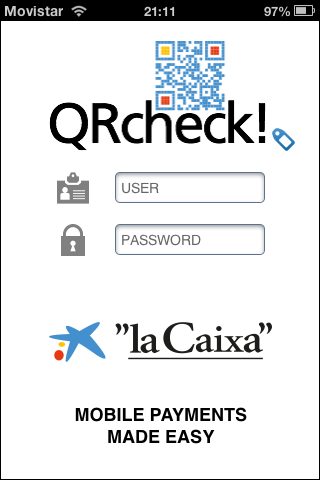 Movistar 21:11 97%
QRcheck!
USER
PASSWORD
"la Caixa"
MOBILE PAYMENTS
MADE EASY